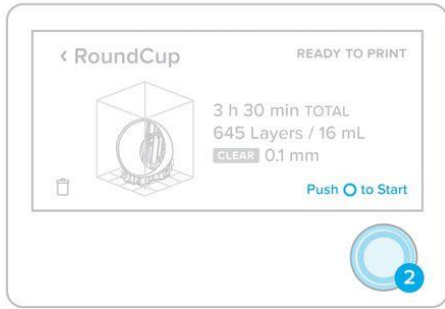 ‹ RoundCup
READY TO PRINT
3 h 30 min TOTAL
645 Layers / 16 mL
CLEAR 0.1 mm
Push O to Start
2